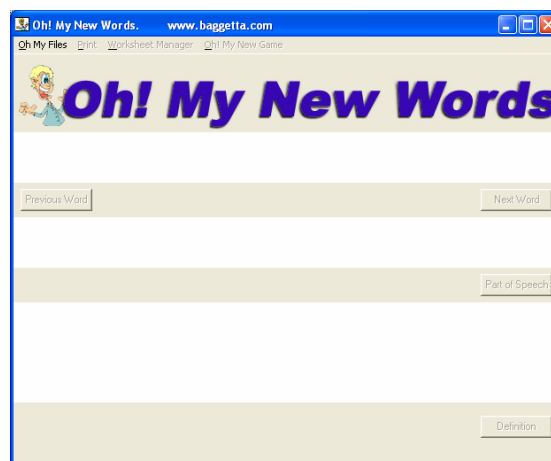 Oh! My New Words. www.baggetta.com
Oh My Files Print Worksheet Manager Oh! My New Game
Oh! My New Words
Previous Word Next Word
Part of Speech
Definition